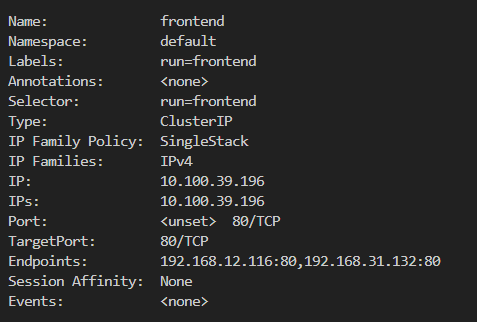 Name:              frontend
Namespace:         default
Labels:            run=frontend
Annotations:       <none>
Selector:          run=frontend
Type:              ClusterIP
IP Family Policy:  SingleStack
IP Families:       IPv4
IP:                10.100.39.196
IPs:               10.100.39.196
Port:              <unset>  80/TCP
TargetPort:        80/TCP
Endpoints:         192.168.12.116:80,192.168.31.132:80
Session Affinity:  None
Events:            <none>